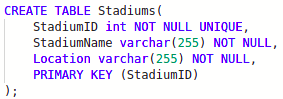 CREATE TABLE Stadiums(
    StadiumID int NOT NULL UNIQUE,
    StadiumName varchar(255) NOT NULL,
    Location varchar(255) NOT NULL,
    PRIMARY KEY (StadiumID)
);